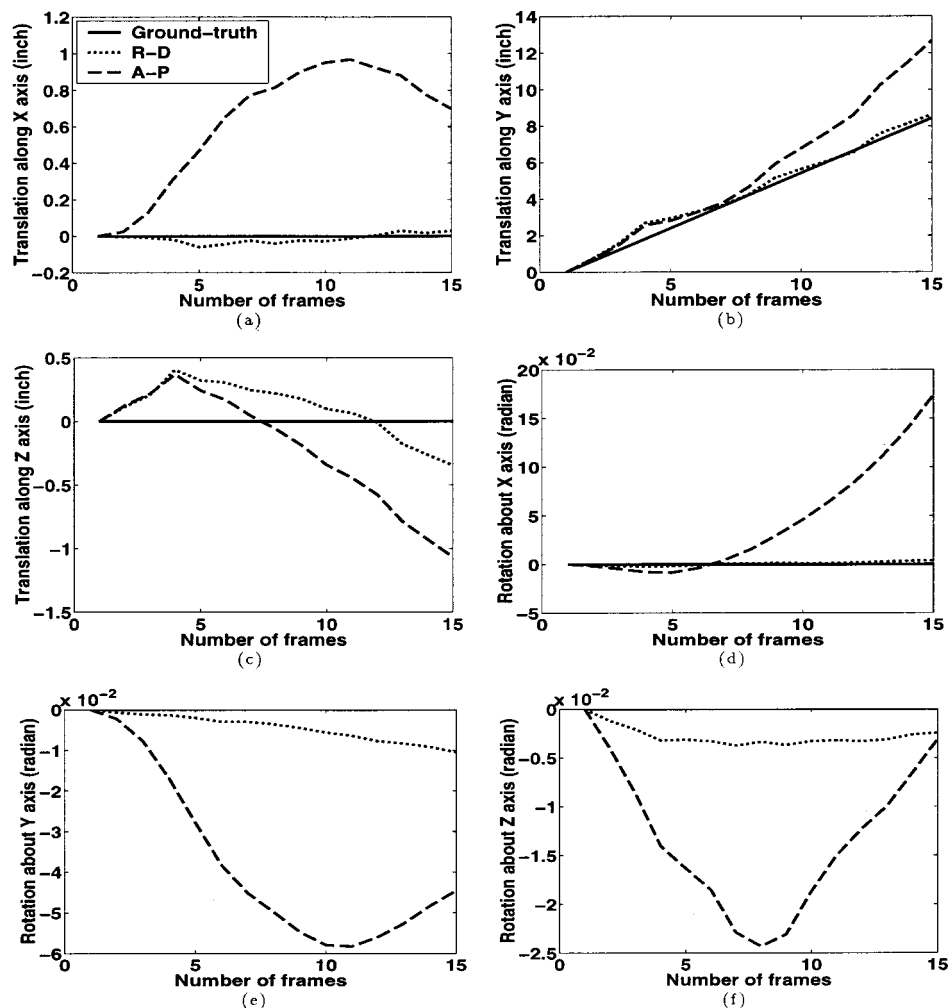 Ground-truth
R-D
A-P
1.2
1
0.8
0.6
0.4
0.2
0
-0.2
Translation along X axis (inch)
0 5 10 15
Number of frames
(a)
14
12
10
8
6
4
2
0
Translation along Y axis (inch)
0 5 10 15
Number of frames
(b)
0.5
0
-0.5
-1
-1.5
Translation along Z axis (inch)
0 5 10 15
Number of frames
(c)
x 10⁻²
20
15
10
5
0
-5
Rotation about X axis (radian)
0 5 10 15
Number of frames
(d)
x 10⁻²
0
-1
-2
-3
-4
-5
-6
Rotation about Y axis (radian)
0 5 10 15
Number of frames
(e)
x 10⁻²
0
-0.5
-1
-1.5
-2
-2.5
Rotation about Z axis (radian)
0 5 10 15
Number of frames
(f)